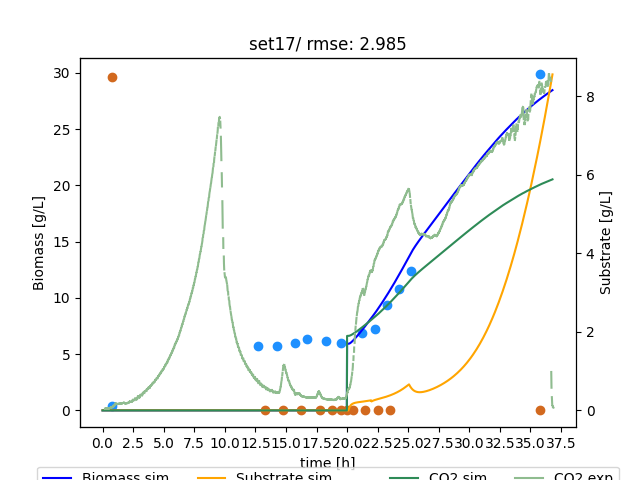 set17/ rmse: 2.985
30
25
20
15
10
5
0
Biomass [g/L]
8
6
4
2
0
Substrate [g/L]
0.0 2.5 5.0 7.5 10.0 12.5 15.0 17.5 20.0 22.5 25.0 27.5 30.0 32.5 35.0 37.5
time [h]
Biomass sim Substrate sim CO2 sim CO2 exp